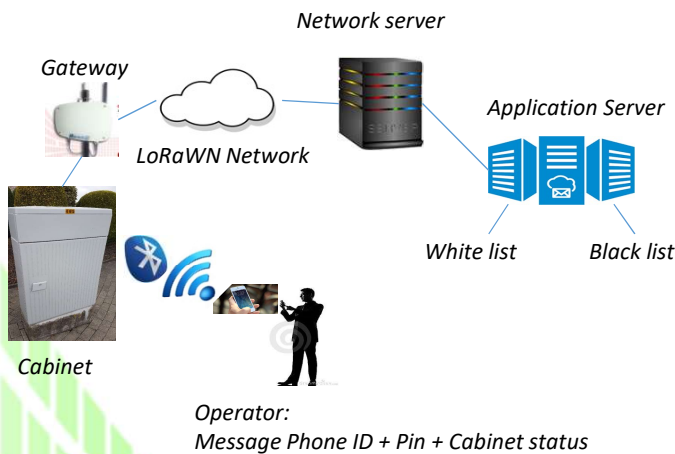 Network server
Gateway
Application Server
LoRaWN Network
White list
Black list
Cabinet
Operator:
Message Phone ID + Pin + Cabinet status